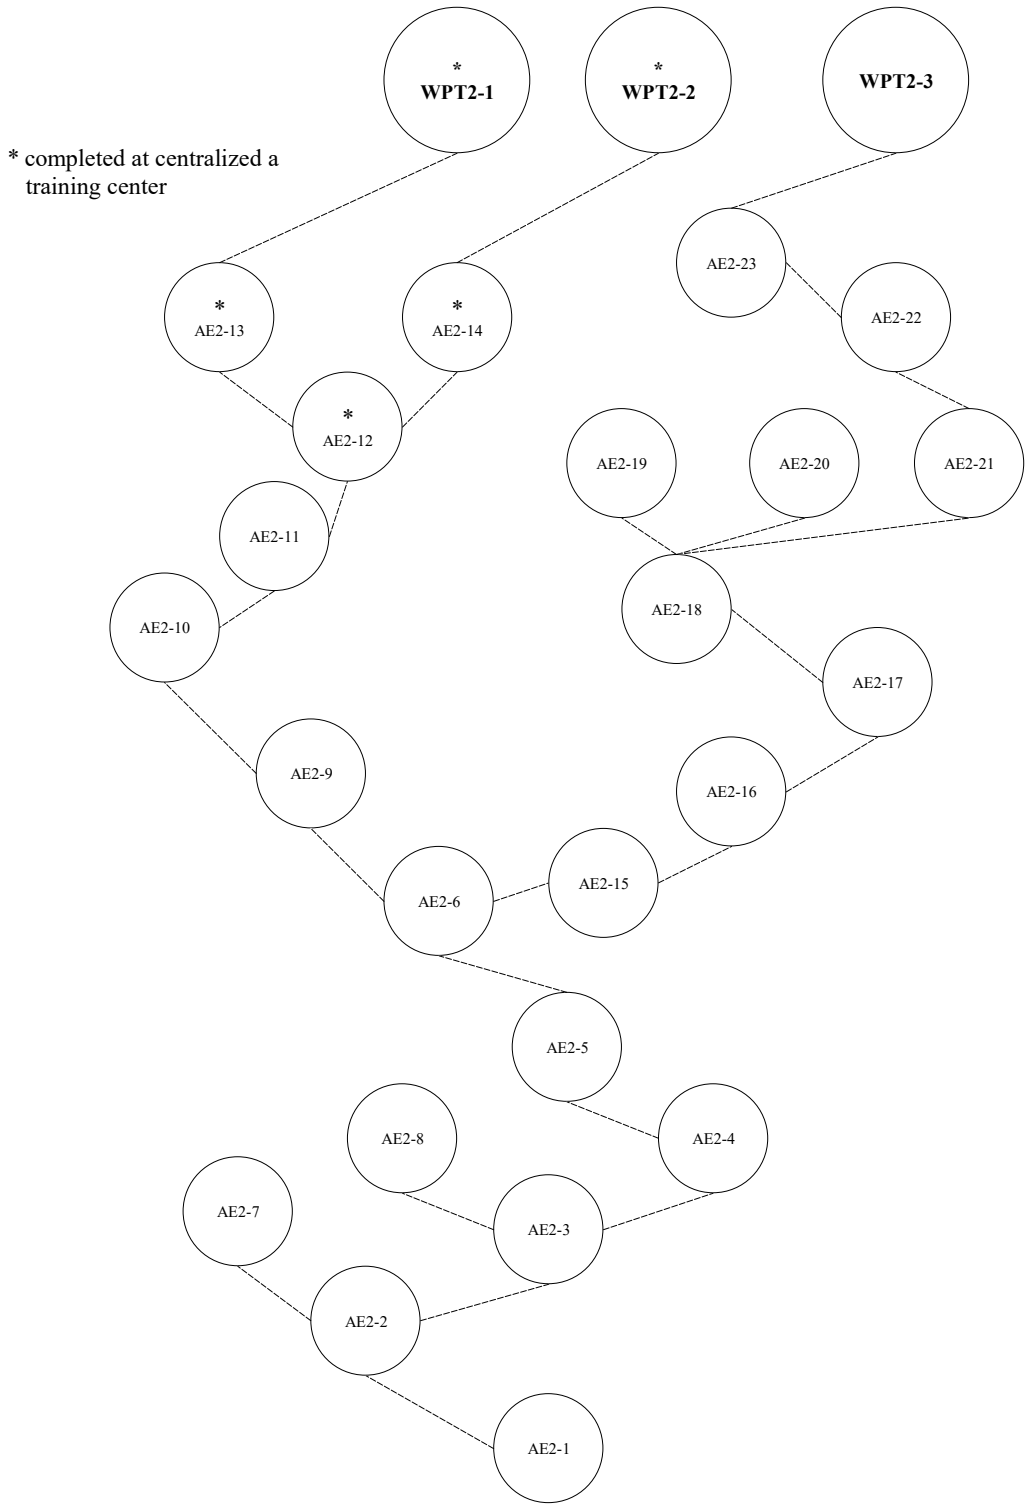 *
WPT2-1
*
WPT2-2
WPT2-3
* completed at centralized a
training center
AE2-23
*
AE2-13
*
AE2-14
AE2-22
*
AE2-12
AE2-19
AE2-20
AE2-21
AE2-11
AE2-10
AE2-18
AE2-17
AE2-9
AE2-16
AE2-6
AE2-15
AE2-5
AE2-8
AE2-4
AE2-7
AE2-3
AE2-2
AE2-1